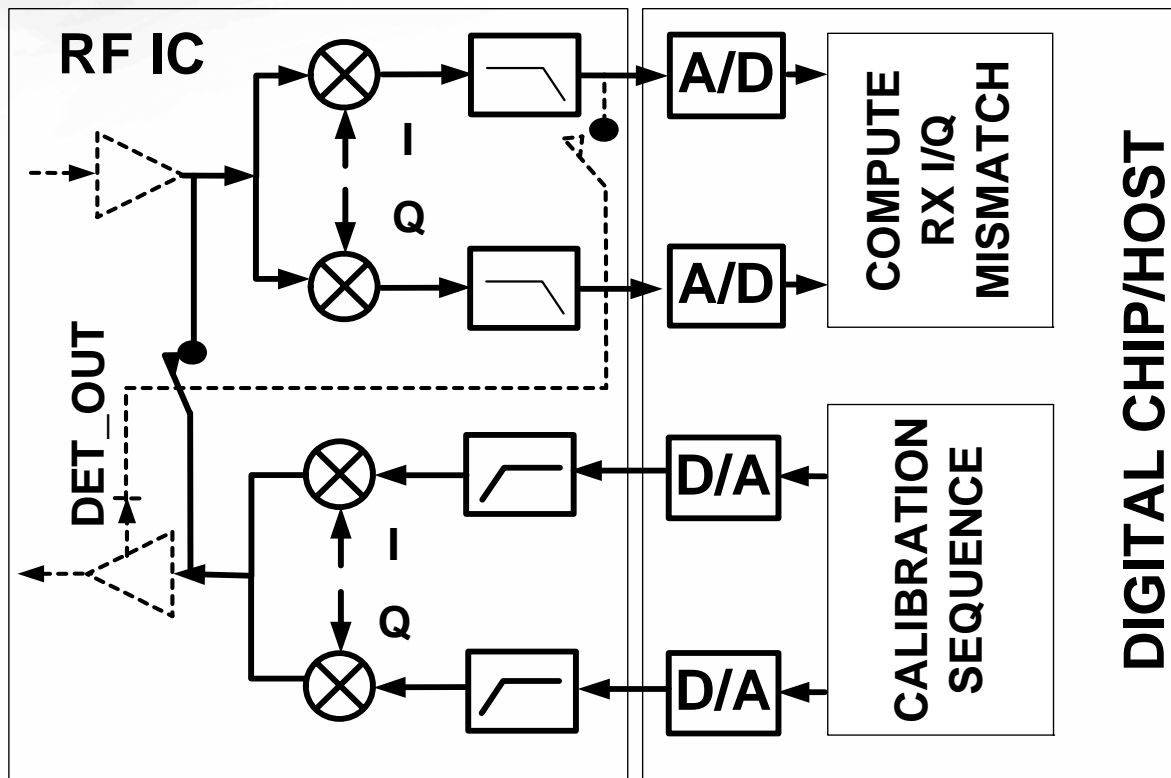 RF IC
I
Q
DET_OUT
I
Q
A/D
A/D
D/A
D/A
COMPUTE
RX I/Q
MISMATCH
CALIBRATION
SEQUENCE
DIGITAL CHIP/HOST